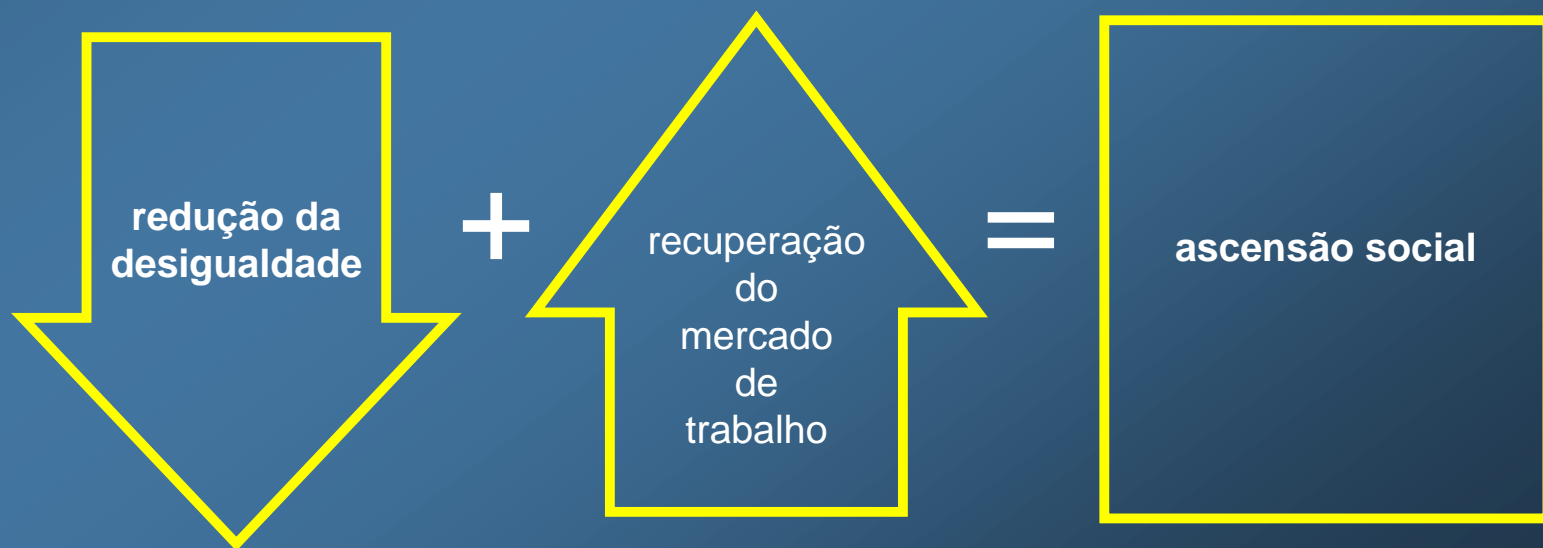 redução da
desigualdade
+
recuperação
do
mercado
de
trabalho
=
ascensão social